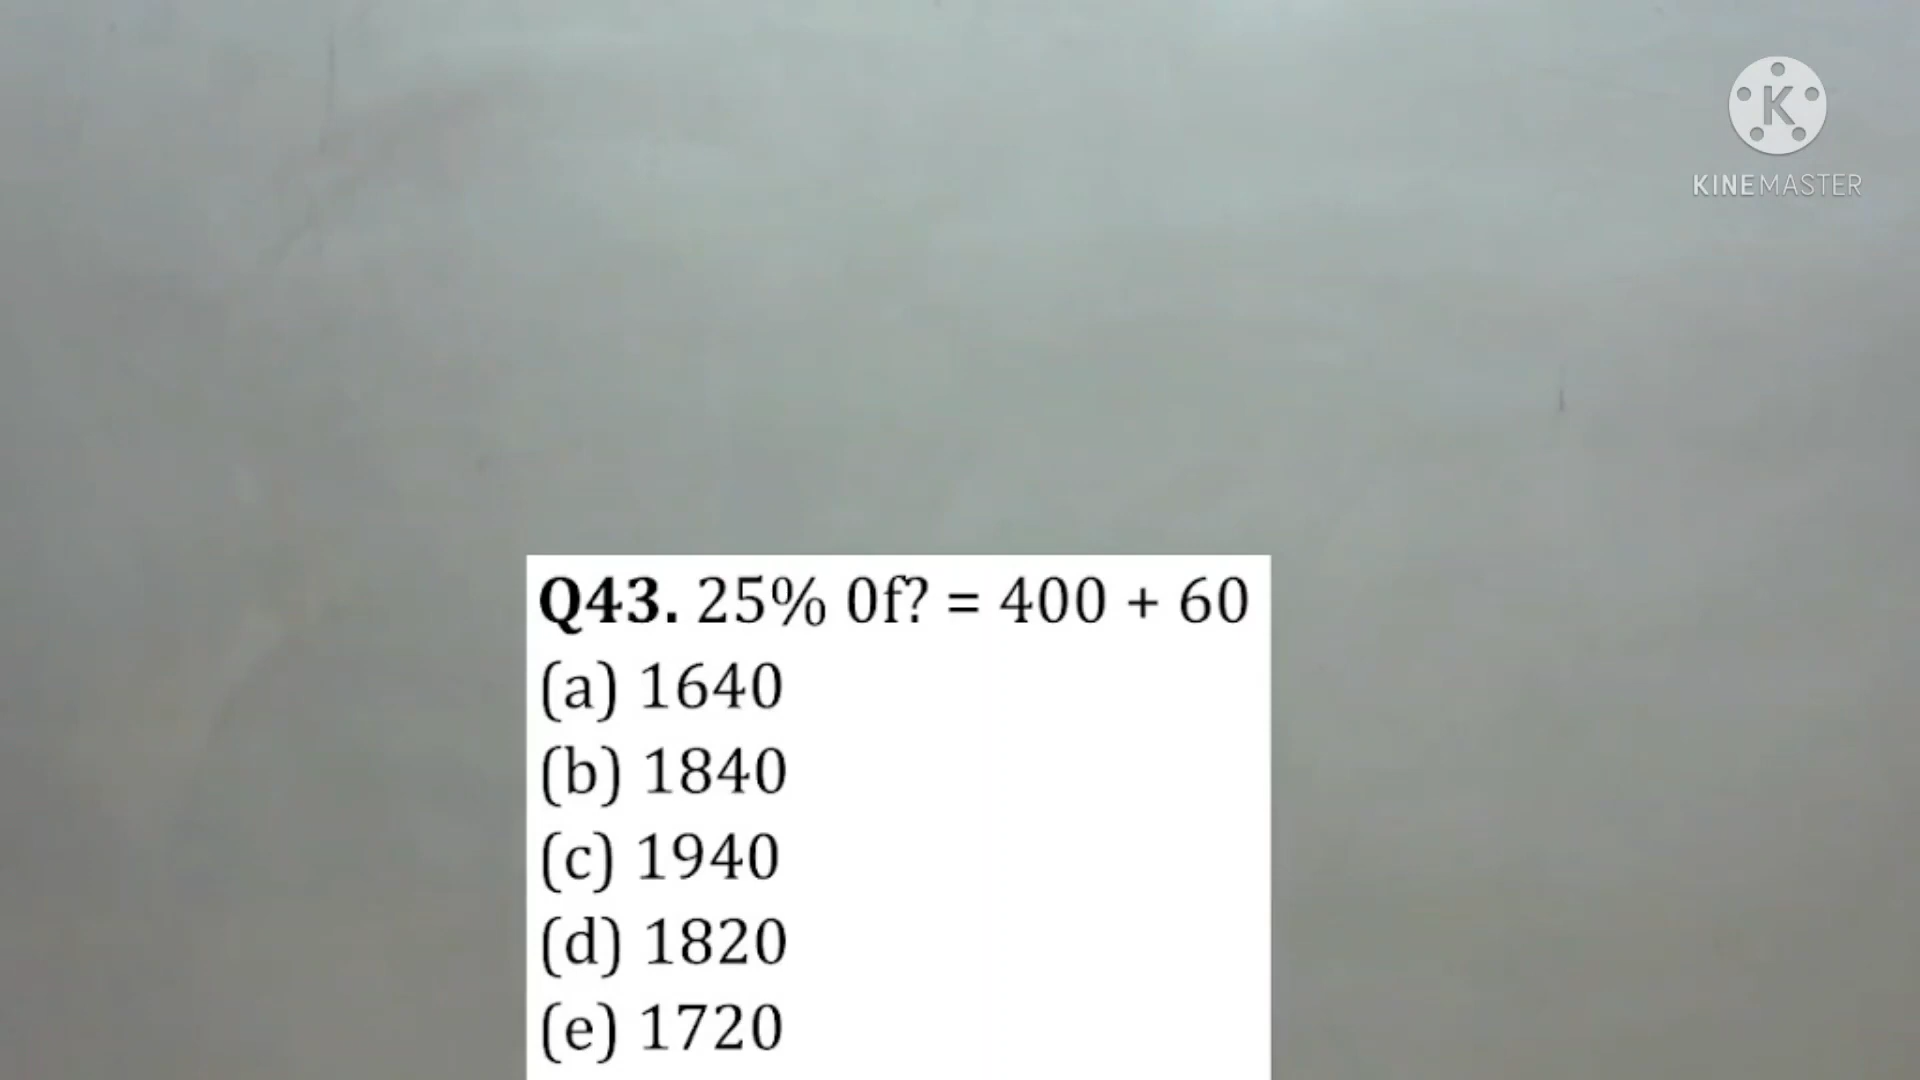 K
KINEMASTER
Q43. 25% 0f? = 400 + 60
(a) 1640
(b) 1840
(c) 1940
(d) 1820
(e) 1720